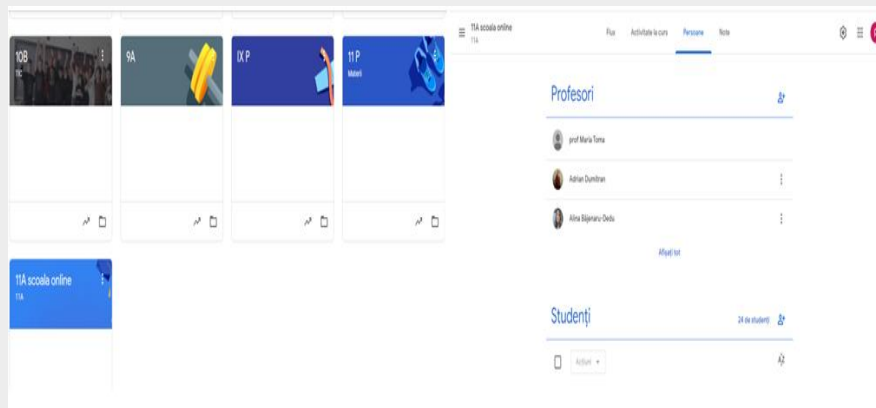 10B
11C
9A
IX P
11 P
Materii
11A scoala online
11A
11A scoala online
11A
Flux
Activitate la curs
Persoane
Note
Profesori
prof Maria Toma
Adrian Dumitran
Alina Băjenaru-Dedu
Afișați tot
Studenți
24 de studenți
Acțiuni